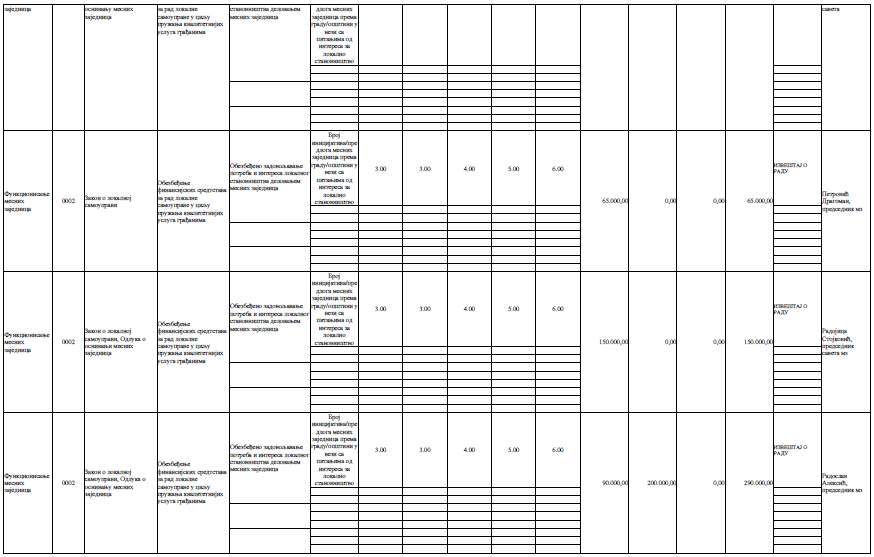 заједница
оснивању месних
заједница
за рад локалне
самоуправе у циљу
пружања квалитетнијих
услуга грађанима
становништва деловањем
месних заједница
длога месних
заједница према
граду/општини у
вези са
питањима од
интереса за
локално
становништво
савета
Функционисање
месних
заједница
0002
Закон о локалној
самоуправи
Обезбеђење
финансијских средстава
за рад локалне
самоуправе у циљу
пружања квалитетнијих
услуга грађанима
Обезбеђено задовољавање
потреба и интереса локалног
становништва деловањем
месних заједница
Број
иницијатива/пре
длога месних
заједница према
граду/општини у
вези са
питањима од
интереса за
локално
становништво
3.00
3.00
4.00
5.00
6.00
65.000,00
0,00
0,00
65.000,00
ИЗВЕШТАЈ О
РАДУ
Петровић
Драгоман,
председник мз
Функционисање
месних
заједница
0002
Закон о локалној
самоуправи, Одлука о
оснивању месних
заједница
Обезбеђење
финансијских средстава
за рад локалне
самоуправе у циљу
пружања квалитетнијих
услуга грађанима
Обезбеђено задовољавање
потреба и интереса локалног
становништва деловањем
месних заједница
Број
иницијатива/пре
длога месних
заједница према
граду/општини у
вези са
питањима од
интереса за
локално
становништво
3.00
3.00
4.00
5.00
6.00
150.000,00
0,00
0,00
150.000,00
ИЗВЕШТАЈ О
РАДУ
Радојица
Стојковић,
председник
савета мз
Функционисање
месних
заједница
0002
Закон о локалној
самоуправи, Одлука о
оснивању месних
заједница
Обезбеђење
финансијских средстава
за рад локалне
самоуправе у циљу
пружања квалитетнијих
услуга грађанима
Обезбеђено задовољавање
потреба и интереса локалног
становништва деловањем
месних заједница
Број
иницијатива/пре
длога месних
заједница према
граду/општини у
вези са
питањима од
интереса за
локално
становништво
3.00
3.00
4.00
5.00
6.00
90.000,00
200.000,00
0,00
290.000,00
ИЗВЕШТАЈ О
РАДУ
Радослав
Алексић,
председник мз